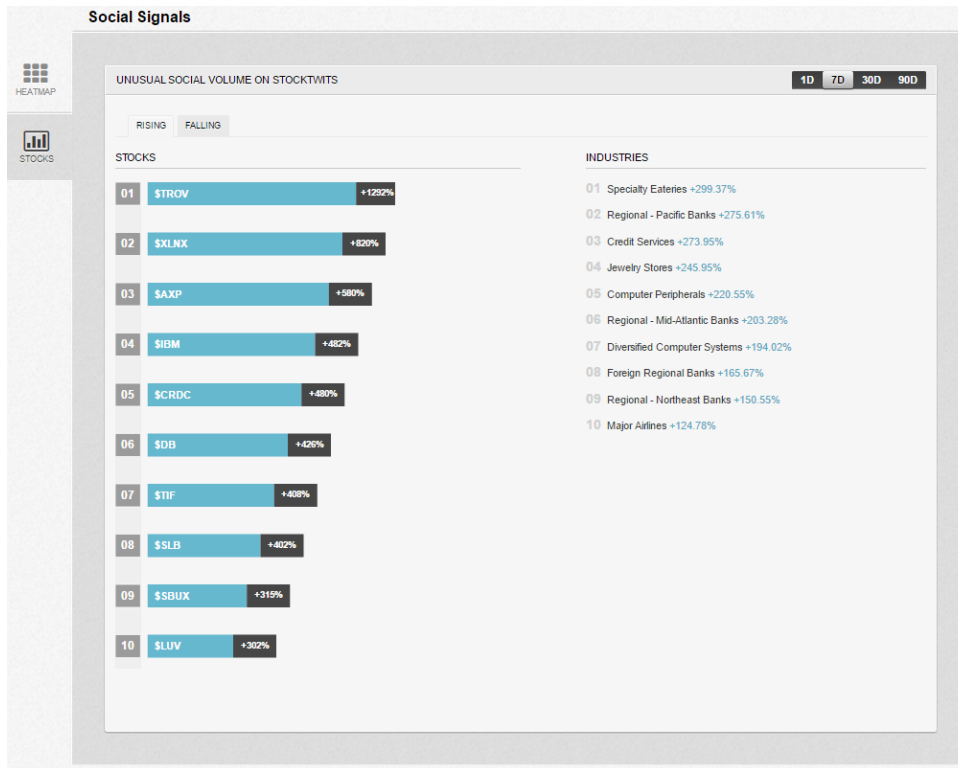 Social Signals
HEATMAP
STOCKS
UNUSUAL SOCIAL VOLUME ON STOCKTWITS
1D 7D 30D 90D
RISING FALLING
STOCKS
01 $TROV +1292%
02 $XLNX +820%
03 $AXP +580%
04 $IBM +482%
05 $CRDC +480%
06 $DB +426%
07 $TIF +408%
08 $SLB +402%
09 $SBUX +315%
10 $LUV +302%
INDUSTRIES
01 Specialty Eateries +299.37%
02 Regional - Pacific Banks +275.61%
03 Credit Services +273.95%
04 Jewelry Stores +245.95%
05 Computer Peripherals +220.55%
06 Regional - Mid-Atlantic Banks +203.28%
07 Diversified Computer Systems +194.02%
08 Foreign Regional Banks +165.67%
09 Regional - Northeast Banks +150.55%
10 Major Airlines +124.78%